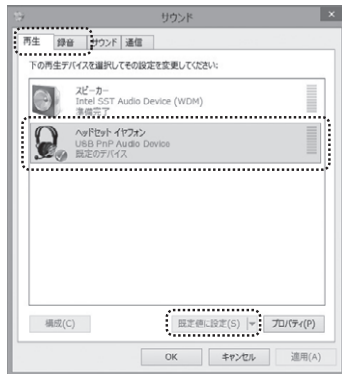 サウンド
再生 録音 サウンド 通信
下の再生デバイスを選択してその設定を変更してください:
スピーカー
Intel SST Audio Device (WDM)
準備完了
ヘッドセット イヤフォン
USB PnP Audio Device
既定のデバイス
構成(C) 既定値に設定(S) プロパティ(P)
OK キャンセル 適用(A)